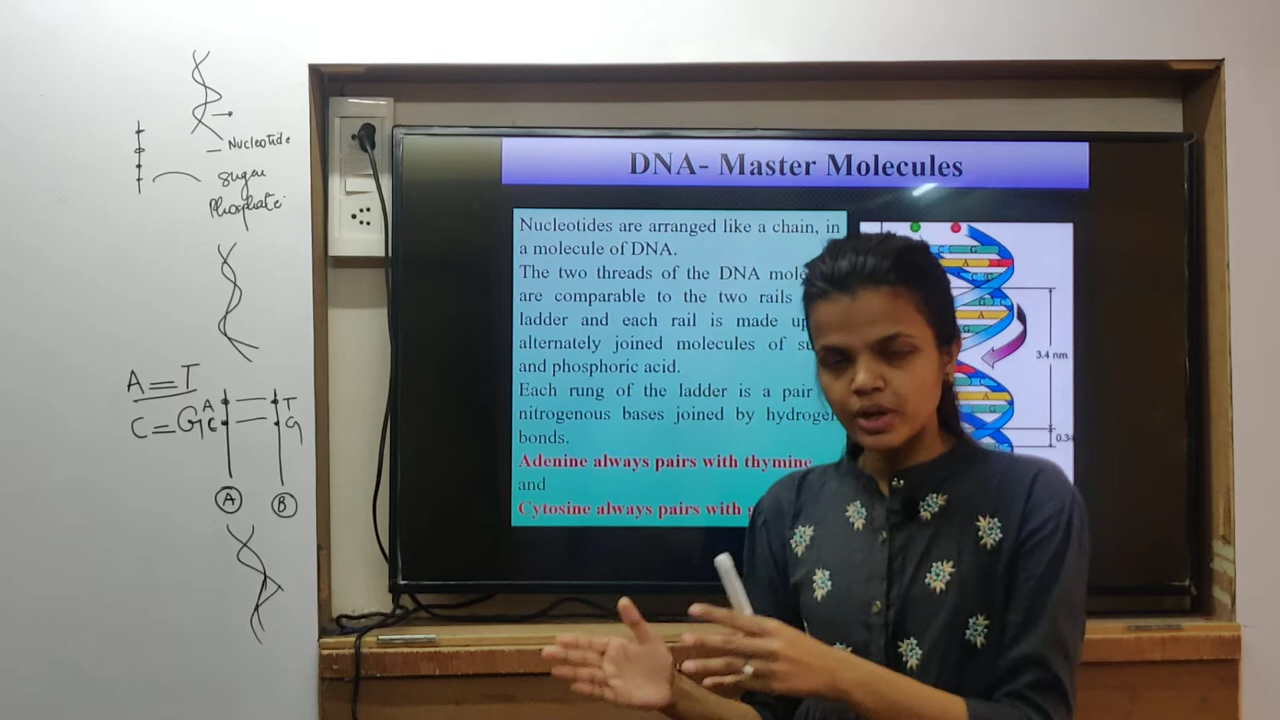 Nucleotide
sugar
Phosphate
A=T
C=G
A
T
C
G
A
B
DNA- Master Molecules
Nucleotides are arranged like a chain, in
a molecule of DNA.
The two threads of the DNA
are comparable to the two rails
ladder and each rail is made
alternately joined molecules of
and phosphoric acid.
Each rung of the ladder is a pair
nitrogenous bases joined by hydrogen
bonds.
Adenine always pairs with thymine
and
Cytosine always pairs with
C G
A
C G
G C
A
G
3.4 nm
A
C G